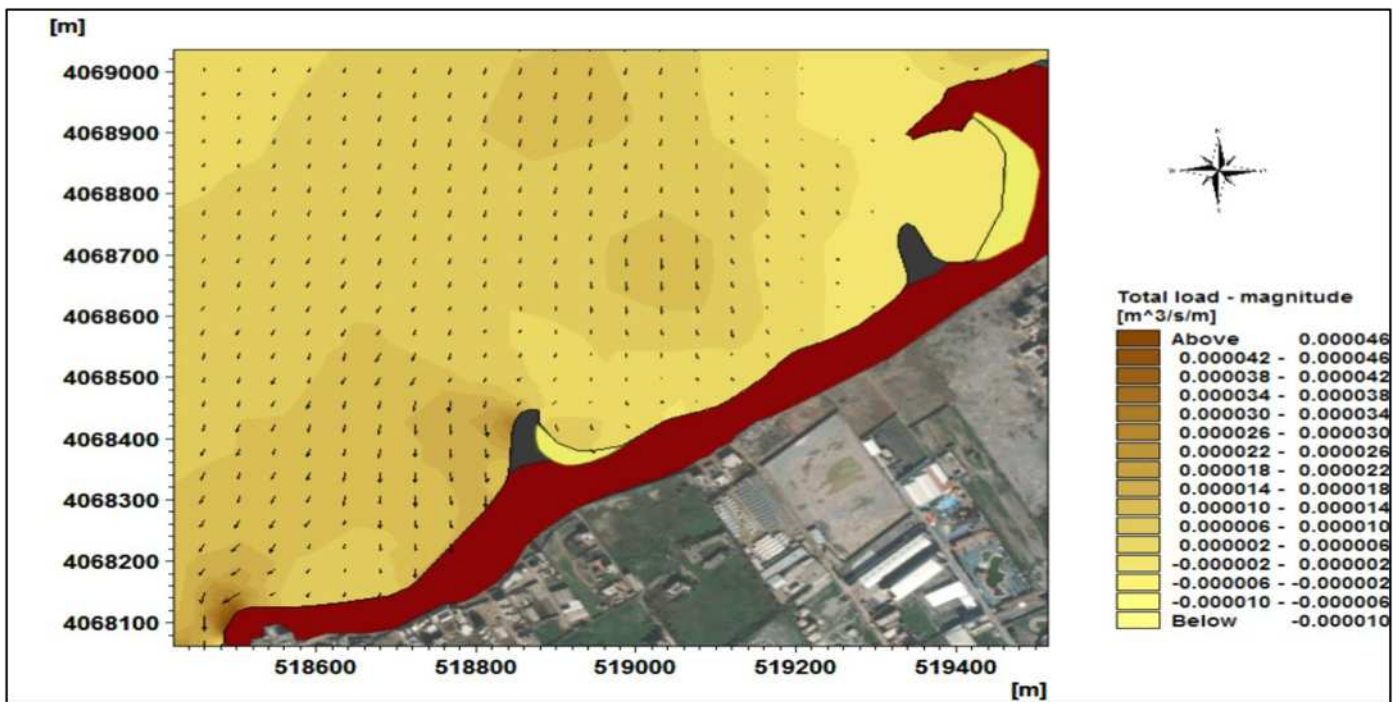 [m]
4069000
4068900
4068800
4068700
4068600
4068500
4068400
4068300
4068200
4068100
518600 518800 519000 519200 519400
[m]
Total load - magnitude
[m^3/s/m]
Above 0.000046
0.000042 - 0.000046
0.000038 - 0.000042
0.000034 - 0.000038
0.000030 - 0.000034
0.000026 - 0.000030
0.000022 - 0.000026
0.000018 - 0.000022
0.000014 - 0.000018
0.000010 - 0.000014
0.000006 - 0.000010
0.000002 - 0.000006
-0.000002 - 0.000002
-0.000006 - -0.000002
-0.000010 - -0.000006
Below -0.000010